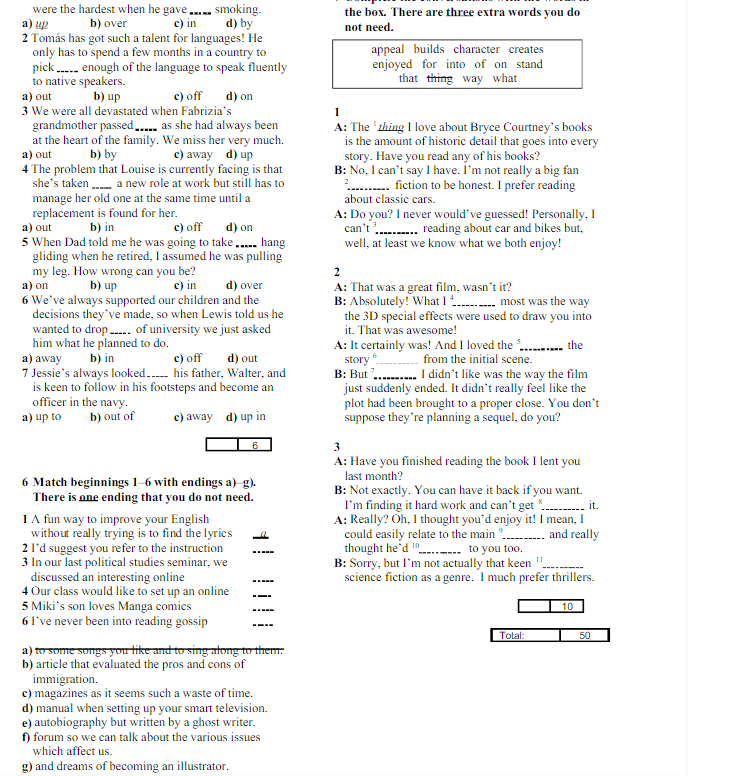 were the hardest when he gave ..... smoking.
a) up b) over c) in d) by
2 Tomás has got such a talent for languages! He
only has to spend a few months in a country to
pick ..... enough of the language to speak fluently
to native speakers.
a) out b) up c) off d) on
3 We were all devastated when Fabrizia's
grandmother passed ..... as she had always been
at the heart of the family. We miss her very much.
a) out b) by c) away d) up
4 The problem that Louise is currently facing is that
she's taken ..... a new role at work but still has to
manage her old one at the same time until a
replacement is found for her.
a) out b) in c) off d) on
5 When Dad told me he was going to take ..... hang
gliding when he retired, I assumed he was pulling
my leg. How wrong can you be?
a) on b) up c) in d) over
6 We've always supported our children and the
decisions they've made, so when Lewis told us he
wanted to drop ..... of university we just asked
him what he planned to do.
a) away b) in c) off d) out
7 Jessie's always looked ..... his father, Walter, and
is keen to follow in his footsteps and become an
officer in the navy.
a) up to b) out of c) away d) up in
6
6 Match beginnings 1–6 with endings a)–g).
There is one ending that you do not need.
1 A fun way to improve your English
without really trying is to find the lyrics a
2 I'd suggest you refer to the instruction .....
3 In our last political studies seminar, we
discussed an interesting online .....
4 Our class would like to set up an online .....
5 Miki's son loves Manga comics .....
6 I've never been into reading gossip .....
a) to some songs you like and to sing along to them.
b) article that evaluated the pros and cons of
immigration.
c) magazines as it seems such a waste of time.
d) manual when setting up your smart television.
e) autobiography but written by a ghost writer.
f) forum so we can talk about the various issues
which affect us.
g) and dreams of becoming an illustrator.
the box. There are three extra words you do
not need.
appeal builds character creates
enjoyed for into of on stand
that thing way what
1
A: The 1 thing I love about Bryce Courtney's books
is the amount of historic detail that goes into every
story. Have you read any of his books?
B: No, I can't say I have. I'm not really a big fan
2 .......... fiction to be honest. I prefer reading
about classic cars.
A: Do you? I never would've guessed! Personally, I
can't 3 .......... reading about car and bikes but,
well, at least we know what we both enjoy!
2
A: That was a great film, wasn't it?
B: Absolutely! What I 4 .......... most was the way
the 3D special effects were used to draw you into
it. That was awesome!
A: It certainly was! And I loved the 5 .......... the
story 6 .......... from the initial scene.
B: But 7 .......... I didn't like was the way the film
just suddenly ended. It didn't really feel like the
plot had been brought to a proper close. You don't
suppose they're planning a sequel, do you?
3
A: Have you finished reading the book I lent you
last month?
B: Not exactly. You can have it back if you want.
I'm finding it hard work and can't get 8 .......... it.
A: Really? Oh, I thought you'd enjoy it! I mean, I
could easily relate to the main 9 .......... and really
thought he'd 10 .......... to you too.
B: Sorry, but I'm not actually that keen 11 ..........
science fiction as a genre. I much prefer thrillers.
10
Total: 50